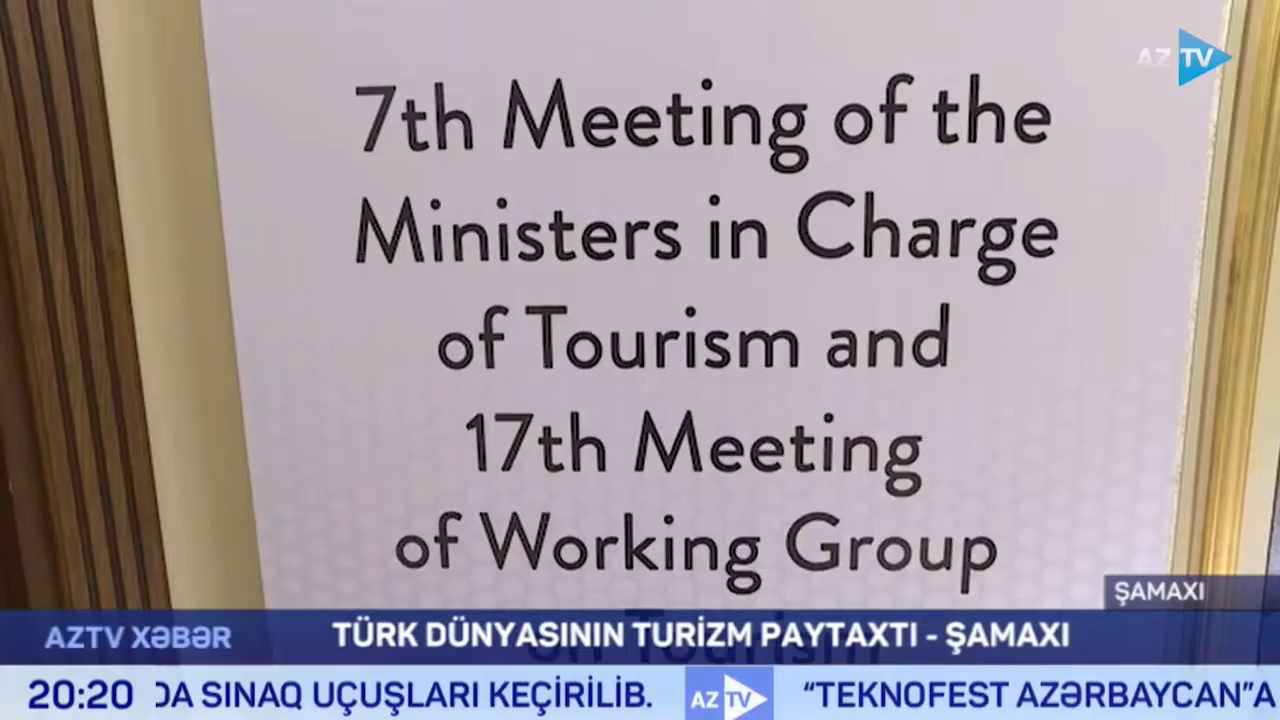 AZ TV
7th Meeting of the
Ministers in Charge
of Tourism and
17th Meeting
of Working Group
on Tourism
ŞAMAXI
AZTV XƏBƏR
TÜRK DÜNYASININ TURİZM PAYTAXTI - ŞAMAXI
20:20 DA SINAQ UÇUŞLARI KEÇİRİLİB. AZ TV “TEKNOFEST AZƏRBAYCAN”A